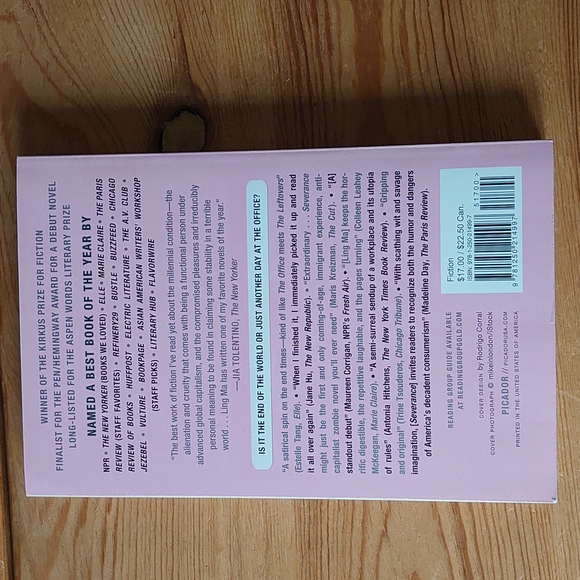 WINNER OF THE KIRKUS PRIZE FOR FICTION
FINALIST FOR THE PEN/HEMINGWAY AWARD FOR A DEBUT NOVEL
LONG-LISTED FOR THE ASPEN WORDS LITERARY PRIZE
NAMED A BEST BOOK OF THE YEAR BY
NPR • THE NEW YORKER (BOOKS WE LOVED) • ELLE • MARIE CLAIRE • THE PARIS
REVIEW (STAFF FAVORITES) • REFINERY29 • BUSTLE • BUZZFEED • CHICAGO
REVIEW OF BOOKS • HUFFPOST • ELECTRIC LITERATURE • THE A.V. CLUB •
JEZEBEL • VULTURE • BOOKPAGE • ASIAN AMERICAN WRITERS' WORKSHOP
(STAFF PICKS) • LITERARY HUB • FLAVORWIRE
"The best work of fiction I've read yet about the millennial condition—the
alienation and cruelty that comes with being a functional person under
advanced global capitalism, and the compromised pleasures and irreducibly
personal meaning to be found in claiming some stability in a terrible
world . . . Ling Ma has written one of my favorite novels of the year."
—JIA TOLENTINO, The New Yorker
IS IT THE END OF THE WORLD OR JUST ANOTHER DAY AT THE OFFICE?
"A satirical spin on the end times—kind of like The Office meets The Leftovers"
(Estelle Tang, Elle). • "When I finished it, I immediately picked it up and read
it all over again" (Jane Hu, The New Republic). • "Extraordinary . . . Severance
might just be the first and only coming-of-age, immigrant experience, anti-
capitalist zombie novel you'll ever need" (Maris Kreizman, The Cut). • "[A]
standout debut" (Maureen Corrigan, NPR's Fresh Air). • "[Ling Ma] keeps the hor-
rific digestible, the repetitive laughable, and the pages turning" (Colleen Leahey
McKeegan, Marie Claire). • "A semi-surreal sendup of a workplace and its utopia
of rules" (Antonia Hitchens, The New York Times Book Review). • "Gripping
and original" (Trine Tsouderos, Chicago Tribune). • "With scathing wit and savage
imagination, [Severance] invites readers to recognize both the humor and dangers
of America's decadent consumerism" (Madeline Day, The Paris Review).
READING GROUP GUIDE AVAILABLE
AT READINGGROUPGOLD.COM
COVER DESIGN by Rodrigo Corral
COVER PHOTOGRAPH © mikeinlondon/iStock
PICADOR // PICADORUSA.COM
PRINTED IN THE UNITED STATES OF AMERICA
Fiction
$17.00 / $22.50 Can.
ISBN: 978-1-250-21499-7
51700>
9 781250 214997